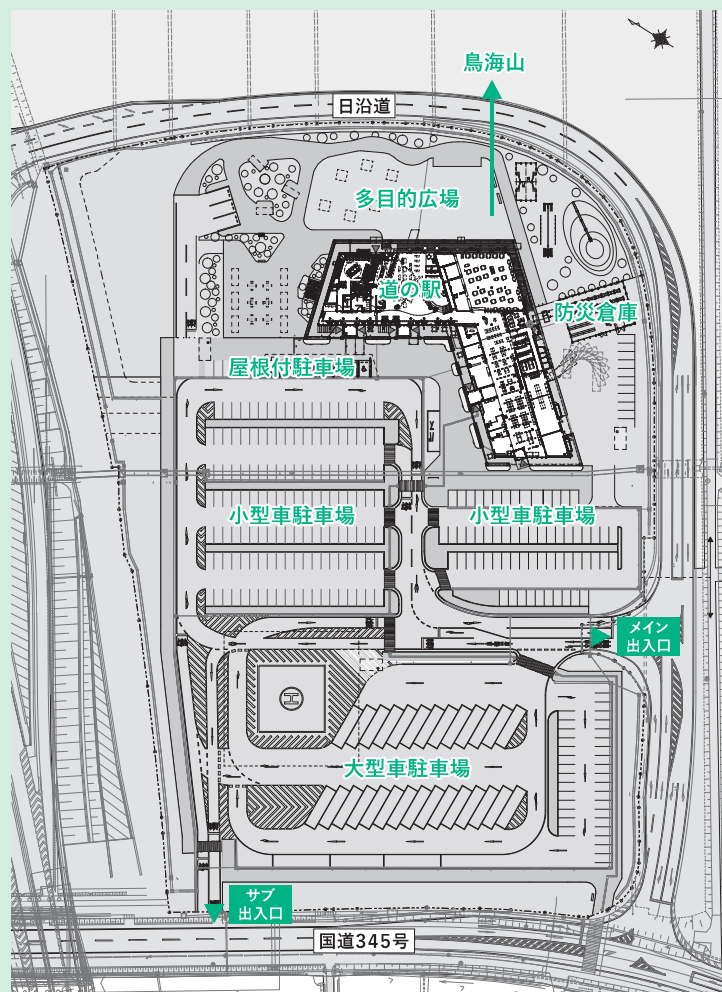 鳥海山
日沿道
多目的広場
道の駅
防災倉庫
屋根付駐車場
小型車駐車場
小型車駐車場
メイン
出入口
大型車駐車場
サブ
出入口
国道345号